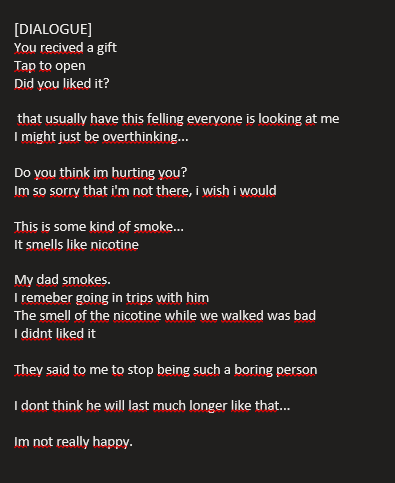 [DIALOGUE]
You recived a gift
Tap to open
Did you liked it?
that usually have this felling everyone is looking at me
I might just be overthinking...
Do you think im hurting you?
Im so sorry that i'm not there, i wish i would
This is some kind of smoke...
It smells like nicotine
My dad smokes.
I remeber going in trips with him
The smell of the nicotine while we walked was bad
I didnt liked it
They said to me to stop being such a boring person
I dont think he will last much longer like that...
Im not really happy.